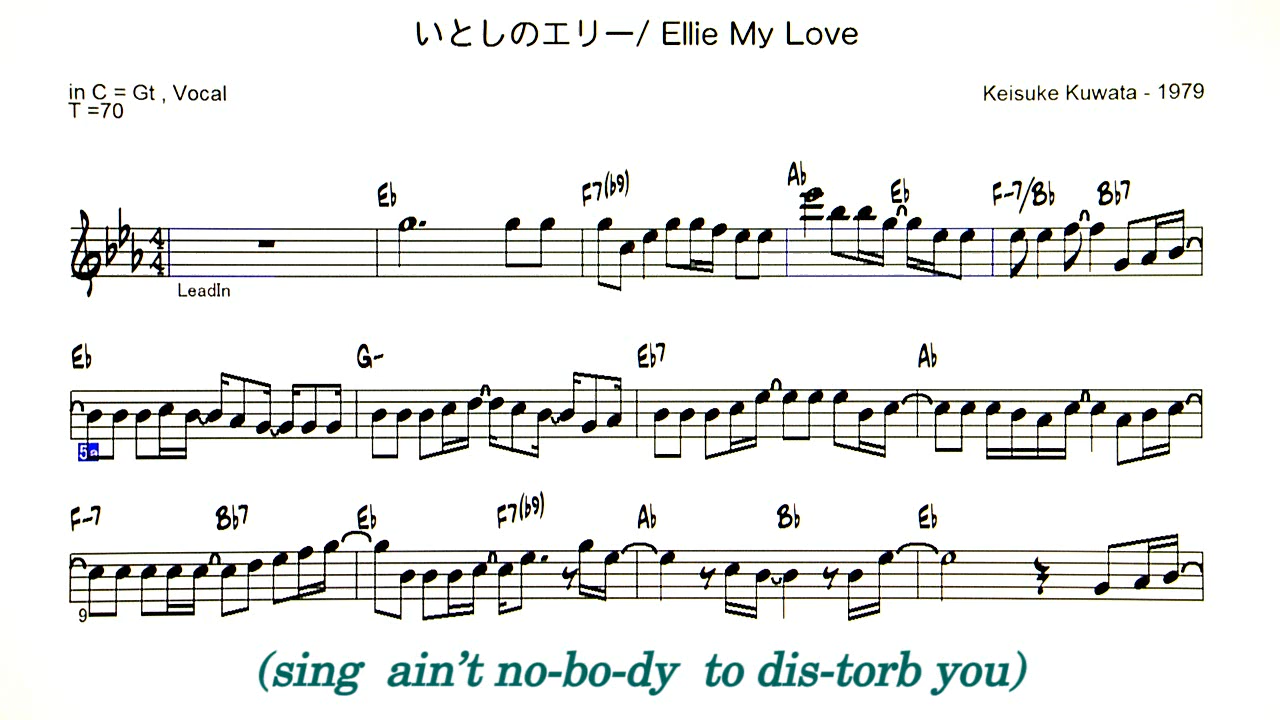 いとしのエリー/ Ellie My Love
in C = Gt , Vocal
T =70
Keisuke Kuwata - 1979
Eb F7(b9) Ab Eb F-7/Bb Bb7
4
4
LeadIn
Eb G- Eb7 Ab
5a
F-7 Bb7 Eb F7(b9) Ab Bb Eb
9
(sing ain't no-bo-dy to dis-torb you)